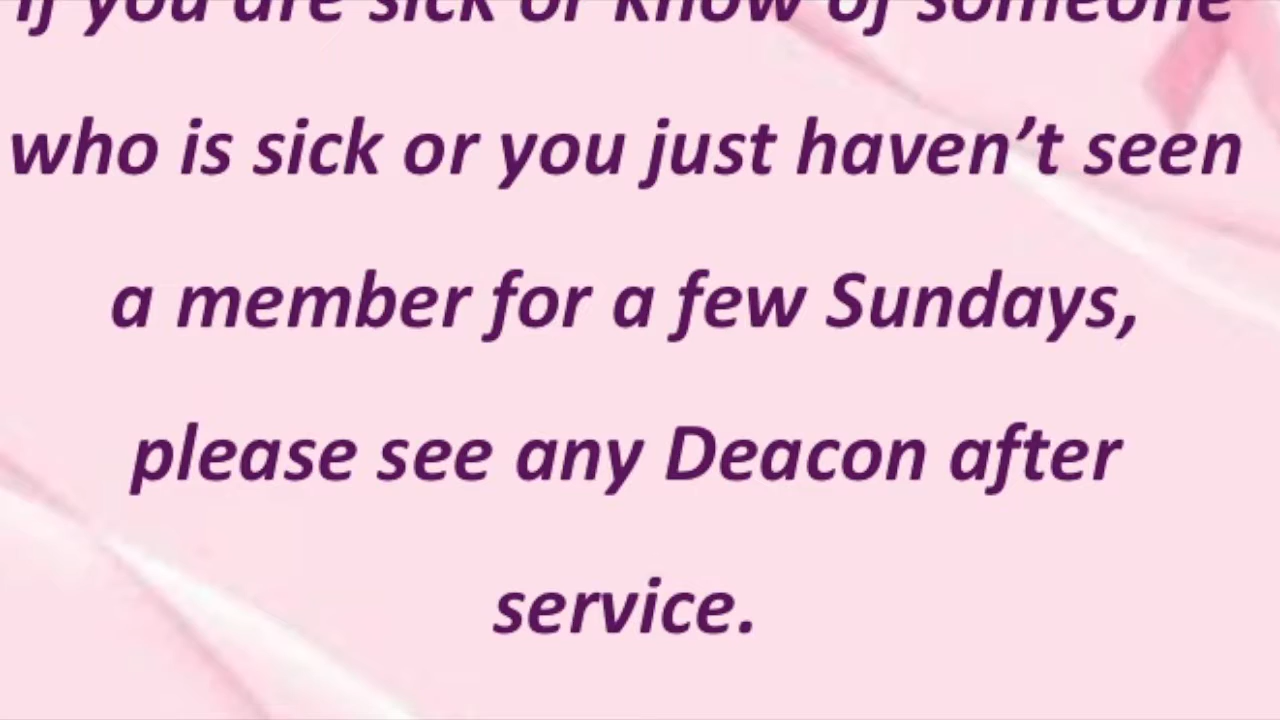 if you are sick or know of someone
who is sick or you just haven’t seen
a member for a few Sundays,
please see any Deacon after
service.